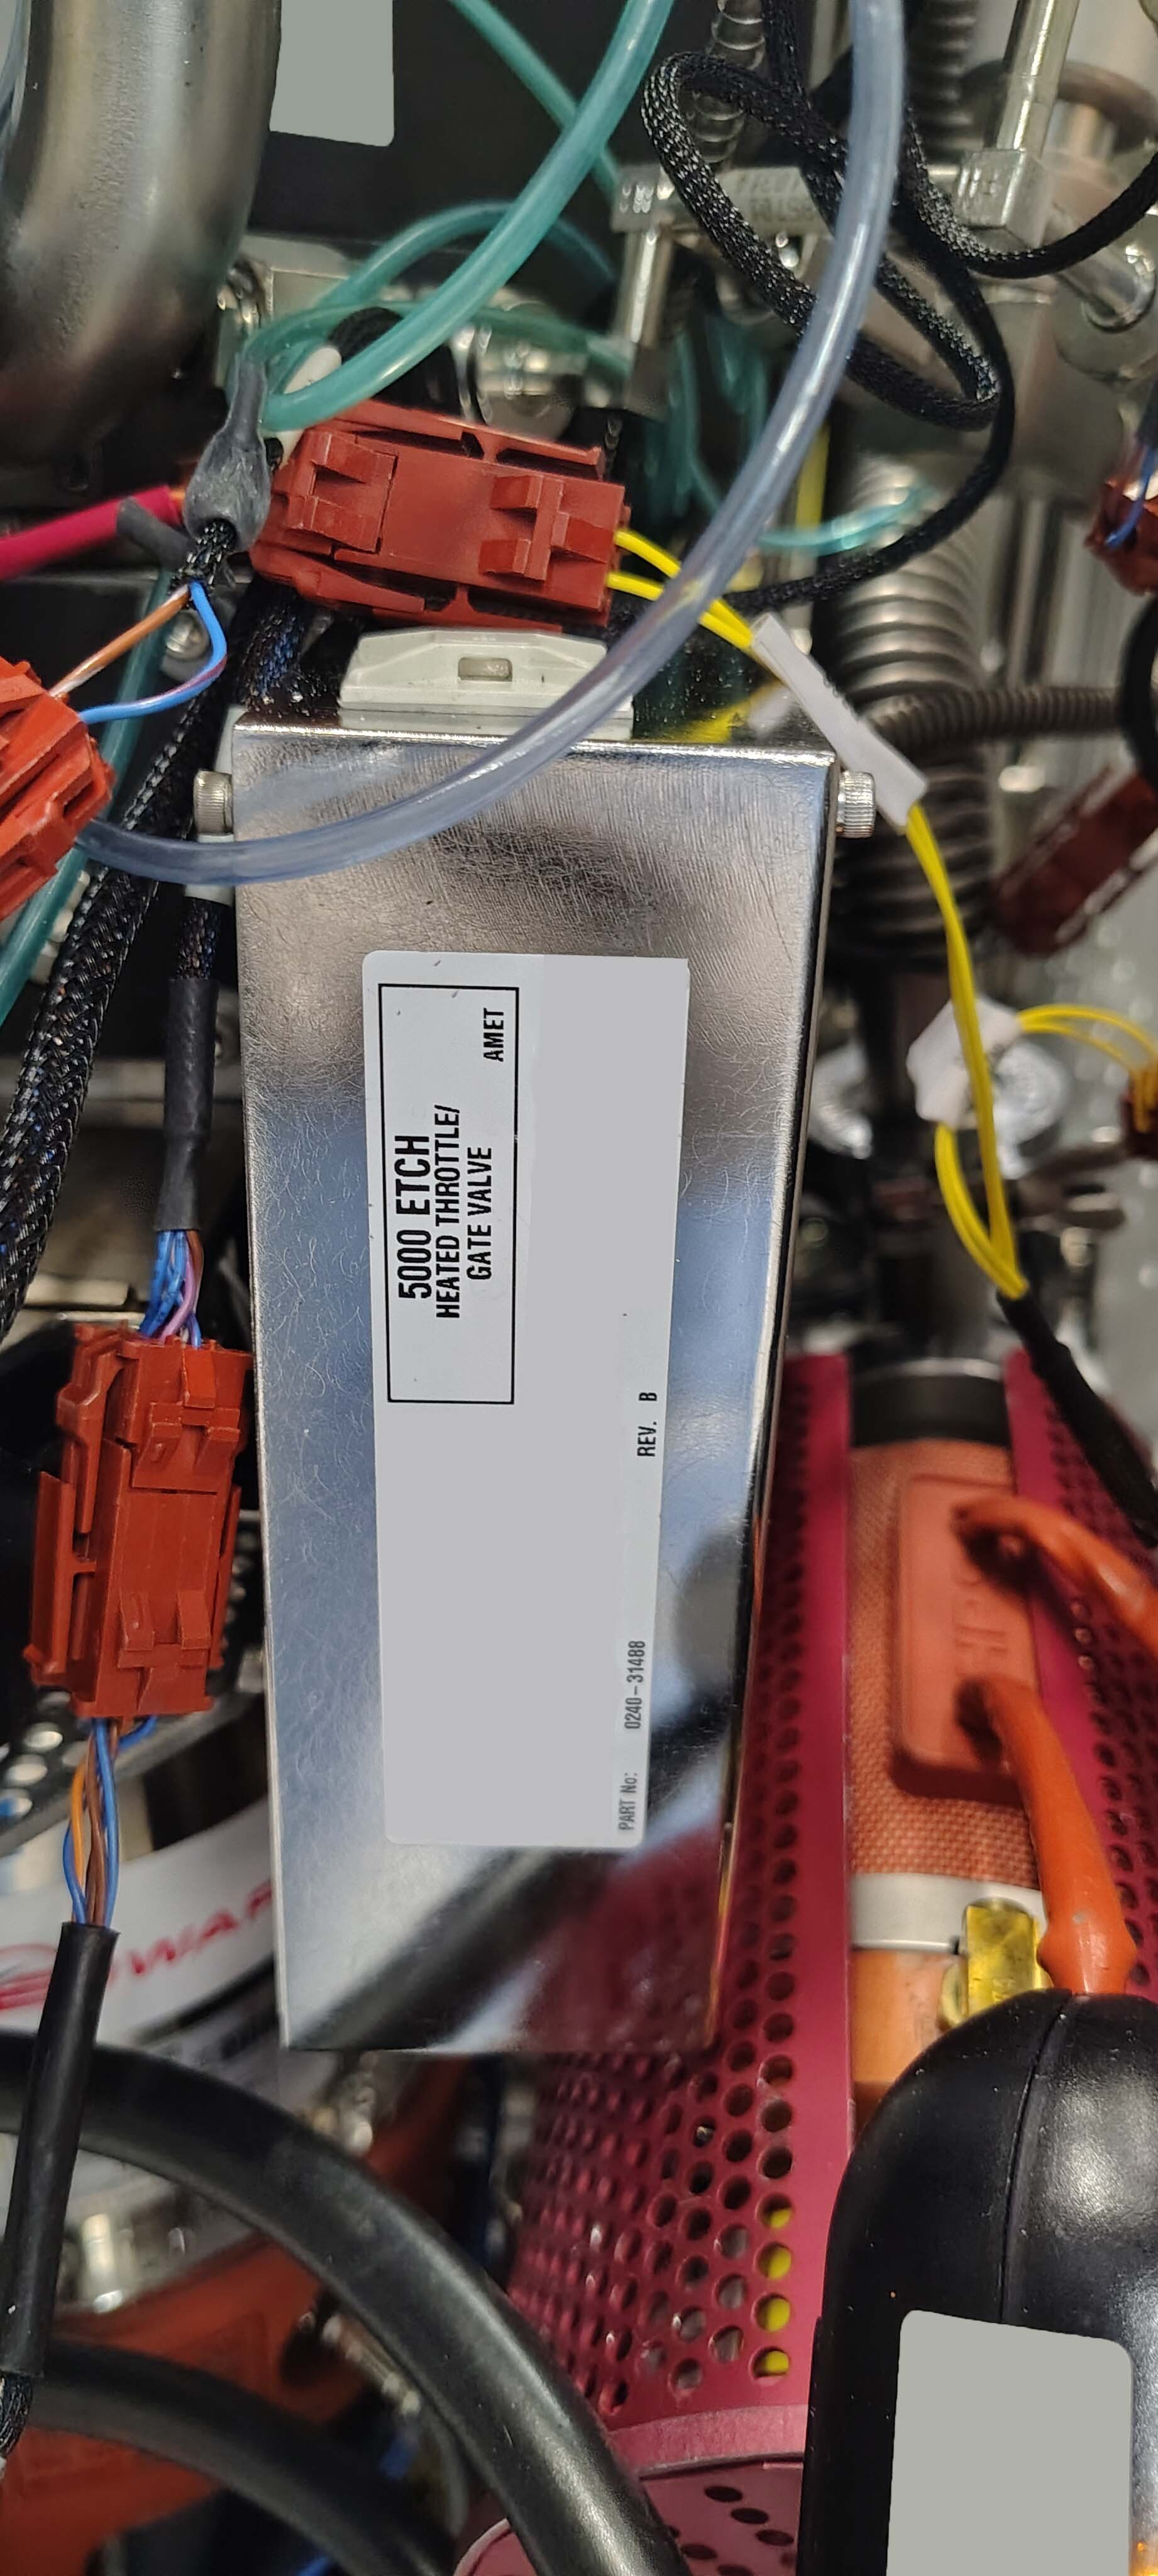 5000 ETCH
HEATED THROTTLE/
GATE VALVE
AMET
PART No: 0240-31488 REV. B